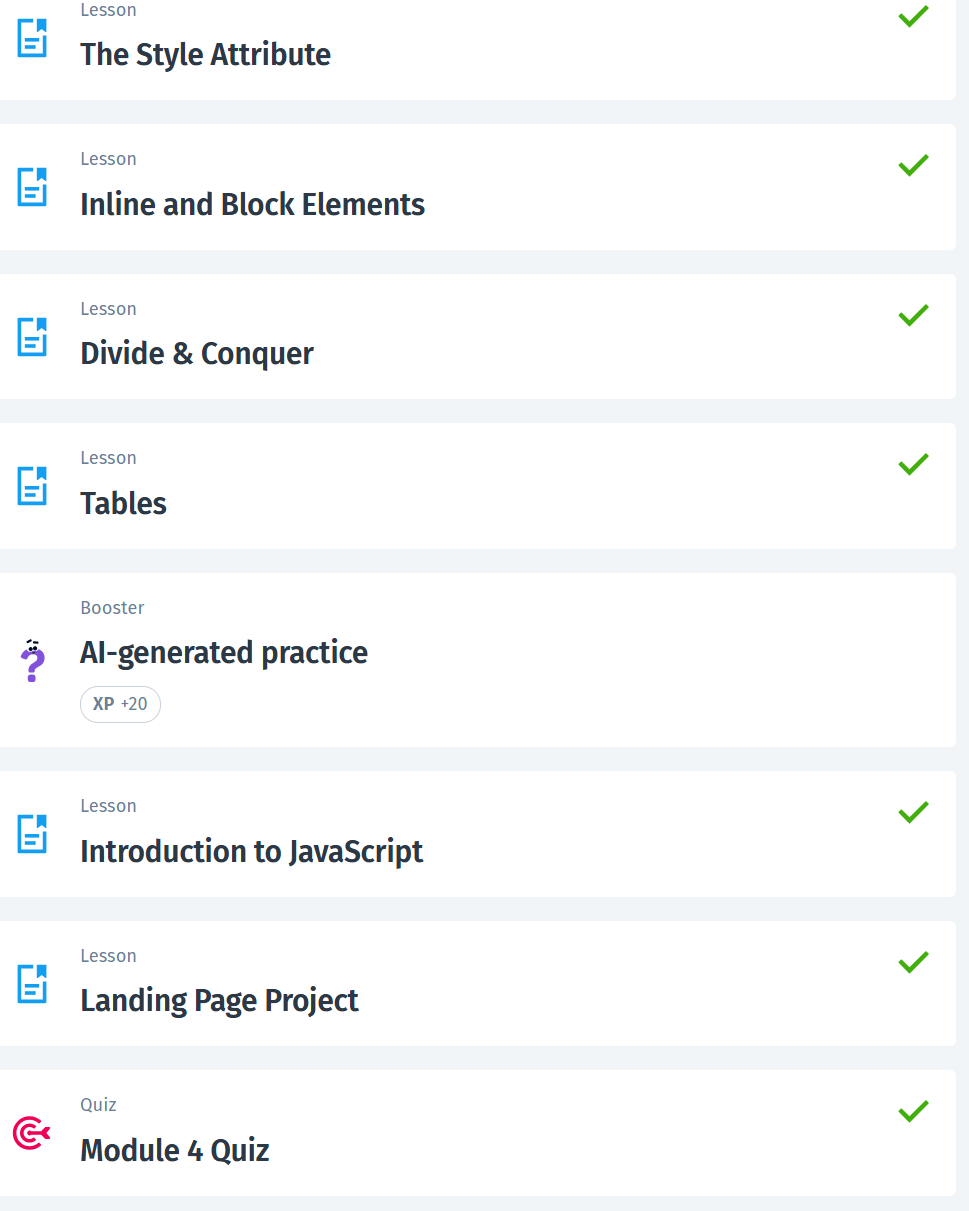 Lesson
The Style Attribute
Lesson
Inline and Block Elements
Lesson
Divide & Conquer
Lesson
Tables
Booster
AI-generated practice
XP +20
Lesson
Introduction to JavaScript
Lesson
Landing Page Project
Quiz
Module 4 Quiz